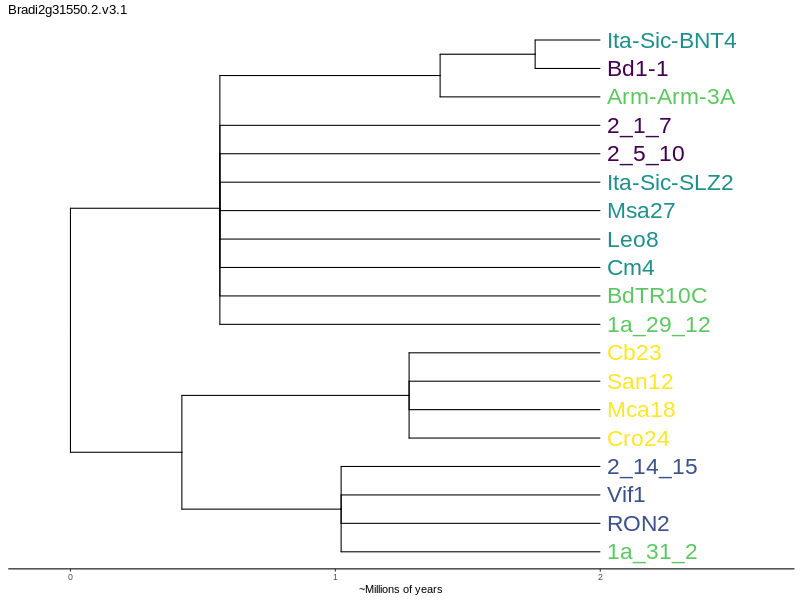 Bradi2g31550.2.v3.1
Ita-Sic-BNT4
Bd1-1
Arm-Arm-3A
2_1_7
2_5_10
Ita-Sic-SLZ2
Msa27
Leo8
Cm4
BdTR10C
1a_29_12
Cb23
San12
Mca18
Cro24
2_14_15
Vif1
RON2
1a_31_2
0 1 2
~Millions of years